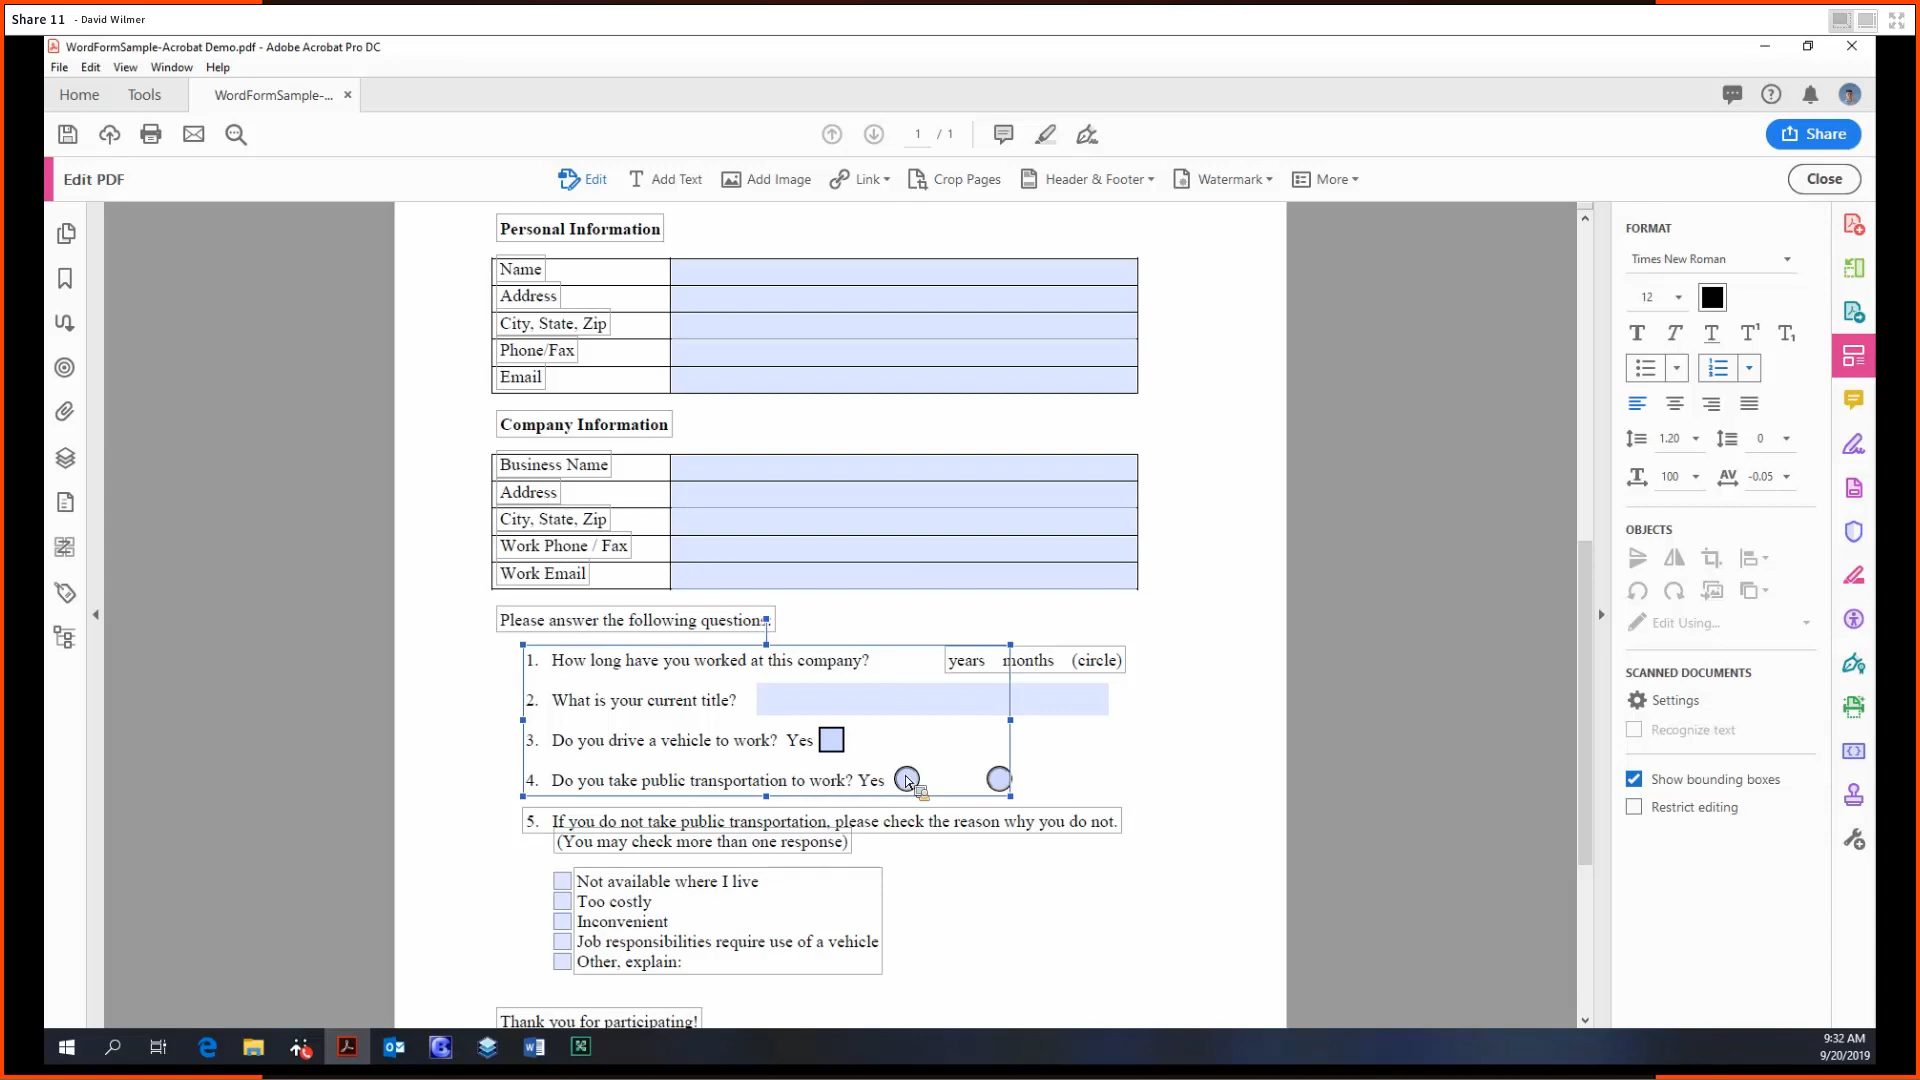 Share 11 - David Wilmer
WordFormSample-Acrobat Demo.pdf - Adobe Acrobat Pro DC
File Edit View Window Help
Home Tools WordFormSample-... ×
1 / 1
Share
Edit PDF
Edit Add Text Add Image Link Crop Pages Header & Footer Watermark More
Close
Personal Information
Name
Address
City, State, Zip
Phone/Fax
Email
Company Information
Business Name
Address
City, State, Zip
Work Phone / Fax
Work Email
Please answer the following questions:
1. How long have you worked at this company? years months (circle)
2. What is your current title?
3. Do you drive a vehicle to work? Yes
4. Do you take public transportation to work? Yes
5. If you do not take public transportation, please check the reason why you do not.
(You may check more than one response)
Not available where I live
Too costly
Inconvenient
Job responsibilities require use of a vehicle
Other, explain:
Thank you for participating!
FORMAT
Times New Roman
12
T T T T¹ T₁
1.20 0
100 AV -0.05
OBJECTS
Edit Using...
SCANNED DOCUMENTS
Settings
Recognize text
Show bounding boxes
Restrict editing
9:32 AM
9/20/2019